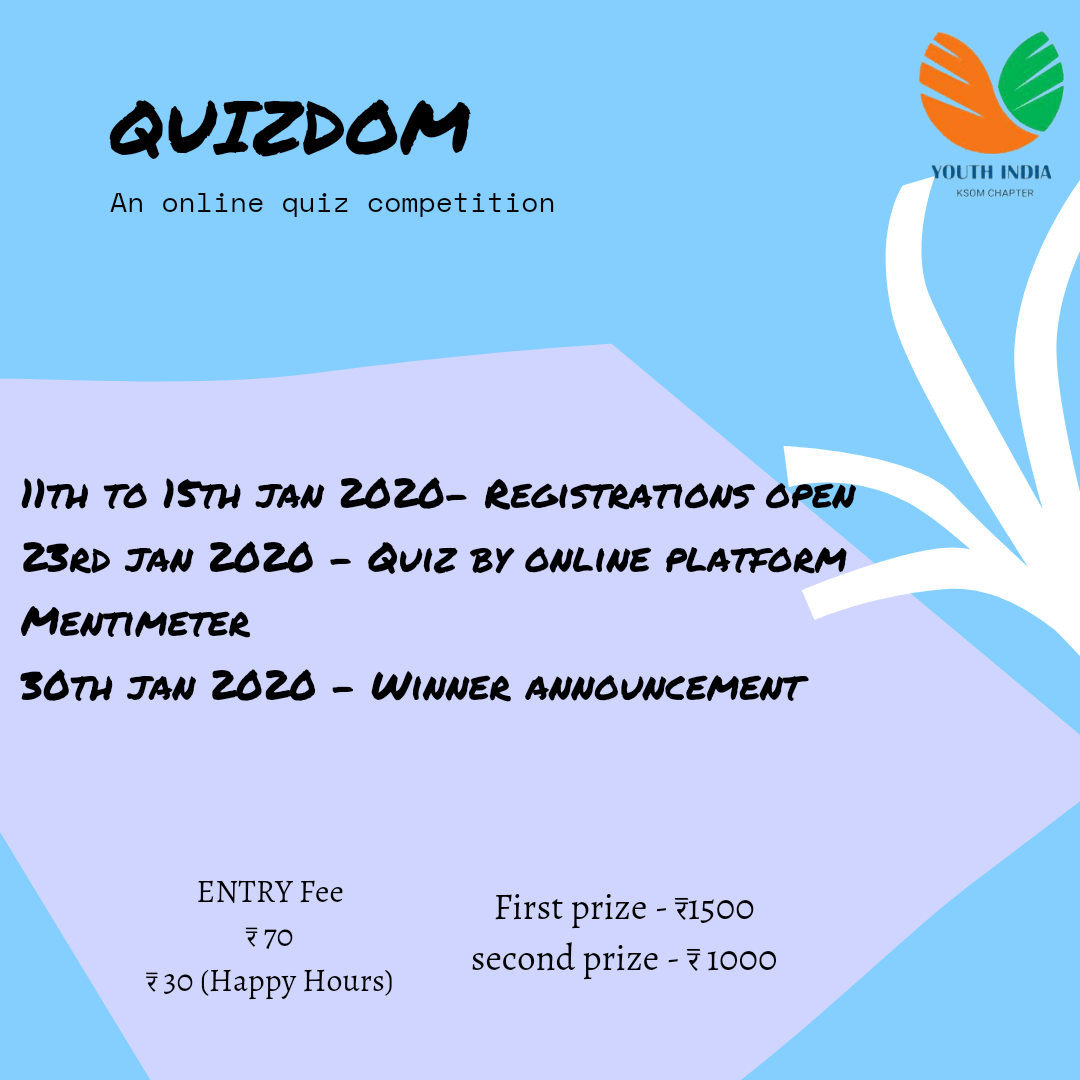 QUIZDOM
An online quiz competition
YOUTH INDIA
KSOM CHAPTER
11th to 15th jan 2020- Registrations open
23rd jan 2020 - Quiz by online platform
Mentimeter
30th jan 2020 - Winner announcement
ENTRY Fee
₹ 70
₹ 30 (Happy Hours)
First prize - ₹1500
second prize - ₹ 1000